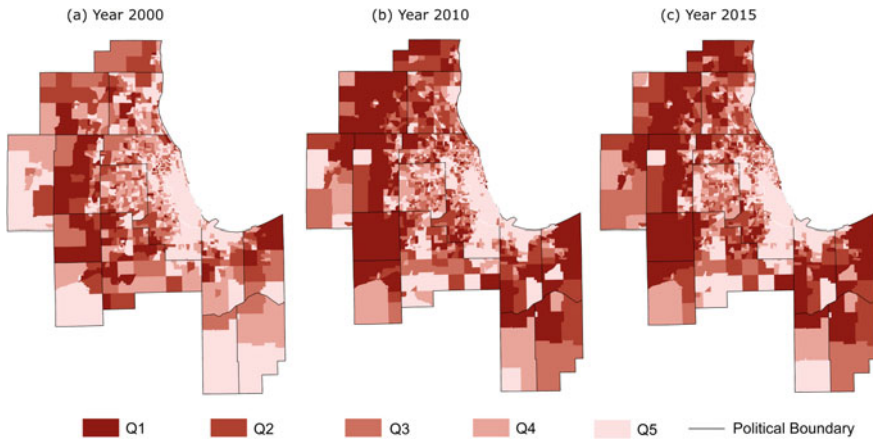 (a) Year 2000
(b) Year 2010
(c) Year 2015
Q1
Q2
Q3
Q4
Q5
Political Boundary